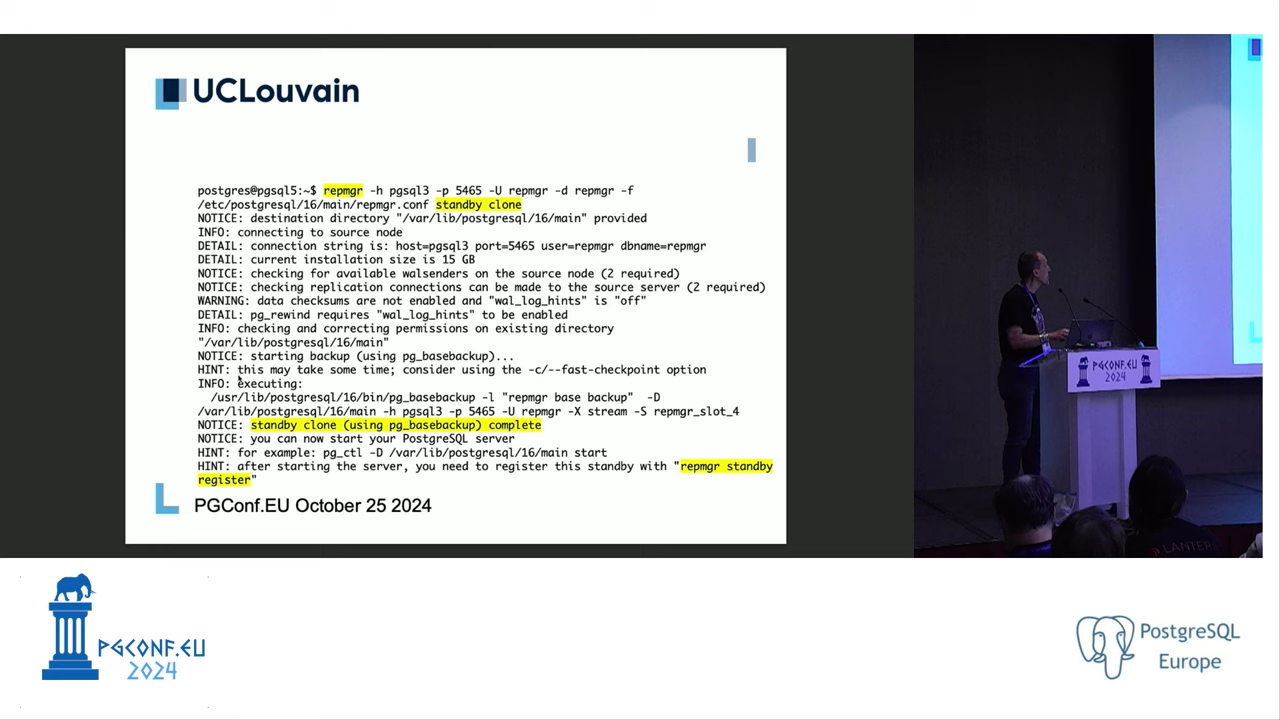 UCLouvain
postgres@pgsql5:~$ repmgr -h pgsql3 -p 5465 -U repmgr -d repmgr -f
/etc/postgresql/16/main/repmgr.conf standby clone
NOTICE: destination directory "/var/lib/postgresql/16/main" provided
INFO: connecting to source node
DETAIL: connection string is: host=pgsql3 port=5465 user=repmgr dbname=repmgr
DETAIL: current installation size is 15 GB
NOTICE: checking for available walsenders on the source node (2 required)
NOTICE: checking replication connections can be made to the source server (2 required)
WARNING: data checksums are not enabled and "wal_log_hints" is "off"
DETAIL: pg_rewind requires "wal_log_hints" to be enabled
INFO: checking and correcting permissions on existing directory
"/var/lib/postgresql/16/main"
NOTICE: starting backup (using pg_basebackup)...
HINT: this may take some time; consider using the -c/--fast-checkpoint option
INFO: executing:
/usr/lib/postgresql/16/bin/pg_basebackup -l "repmgr base backup" -D
/var/lib/postgresql/16/main -h pgsql3 -p 5465 -U repmgr -X stream -S repmgr_slot_4
NOTICE: standby clone (using pg_basebackup) complete
NOTICE: you can now start your PostgreSQL server
HINT: for example: pg_ctl -D /var/lib/postgresql/16/main start
HINT: after starting the server, you need to register this standby with "repmgr standby
register"
PGConf.EU October 25 2024
PGCONF.EU
2024
LANTER
PGCONF.EU
2024
PostgreSQL
Europe